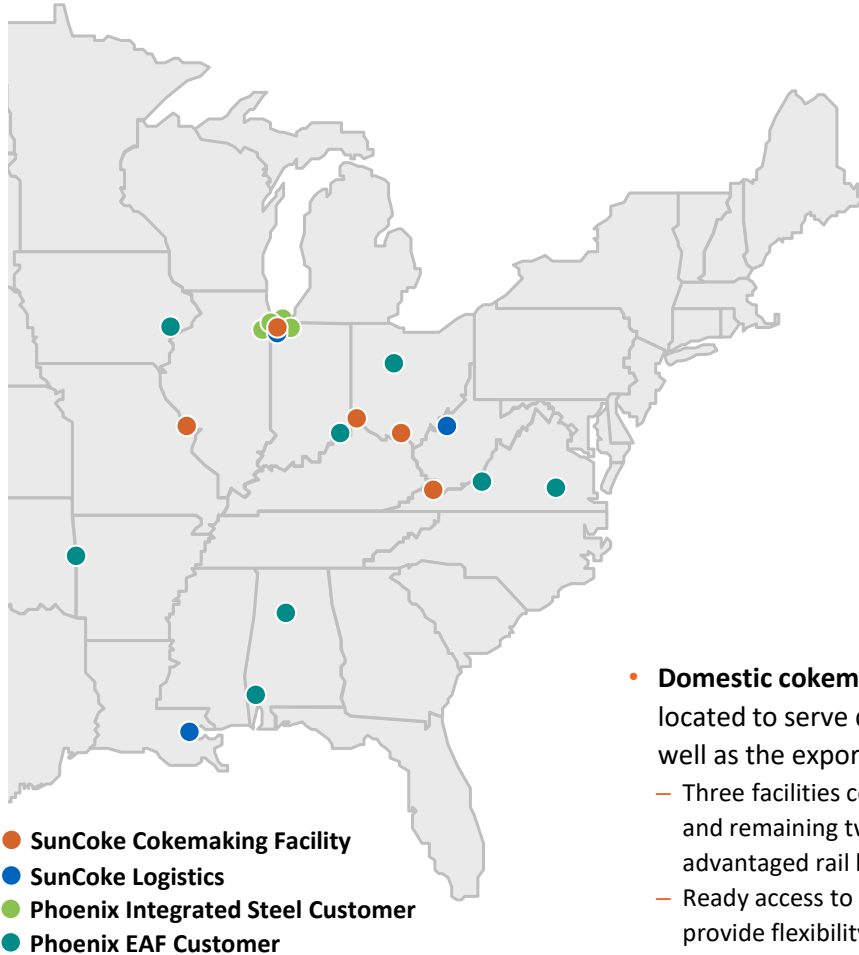 • Domestic cokem
located to serve
well as the expor
– Three facilities
and remaining
advantaged rail
– Ready access to
provide flexibility
SunCoke Cokemaking Facility
SunCoke Logistics
Phoenix Integrated Steel Customer
Phoenix EAF Customer